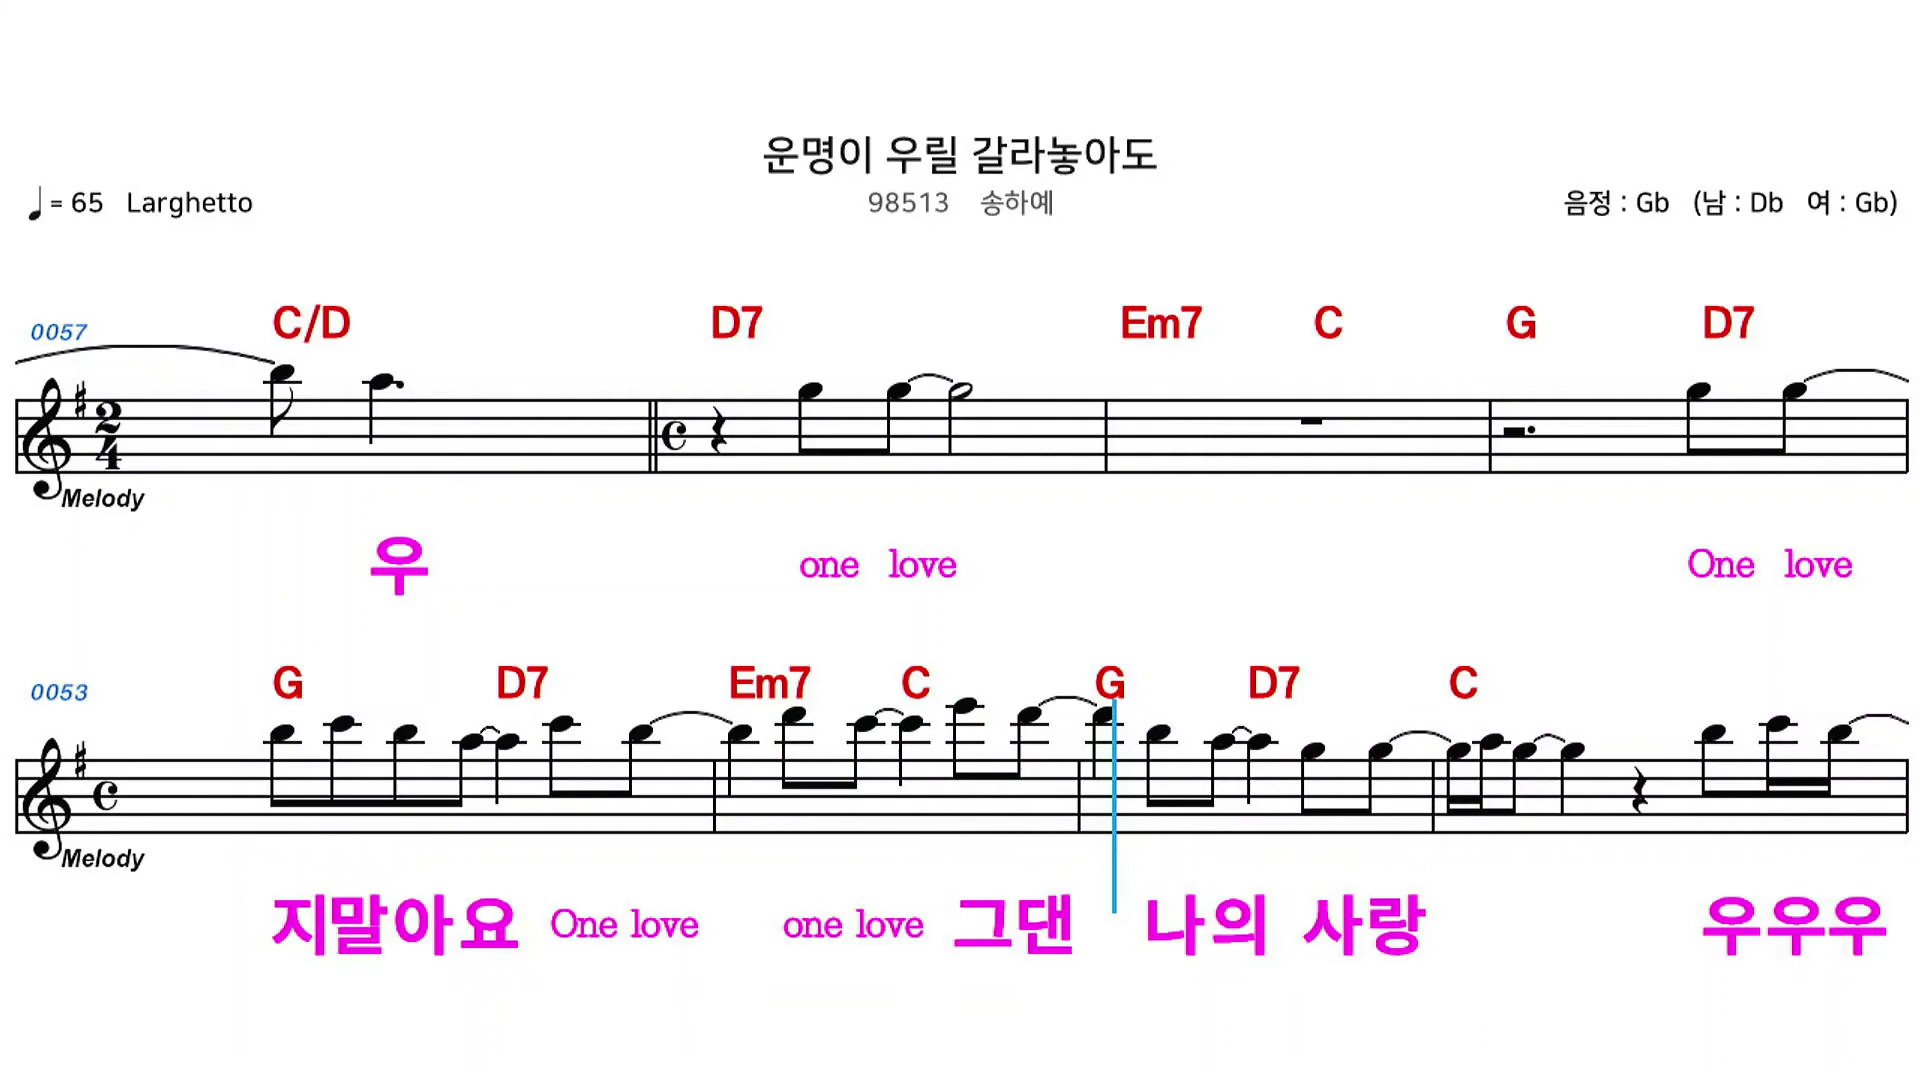 운명이 우릴 갈라놓아도
♩= 65 Larghetto 98513 송하예 음정 : Gb (남 : Db 여 : Gb)
0057 C/D D7 Em7 C G D7
2/4
Melody
우 one love One love
0053 G D7 Em7 C G D7 C
Melody
지말아요 One love one love 그댄 나의 사랑 우우우